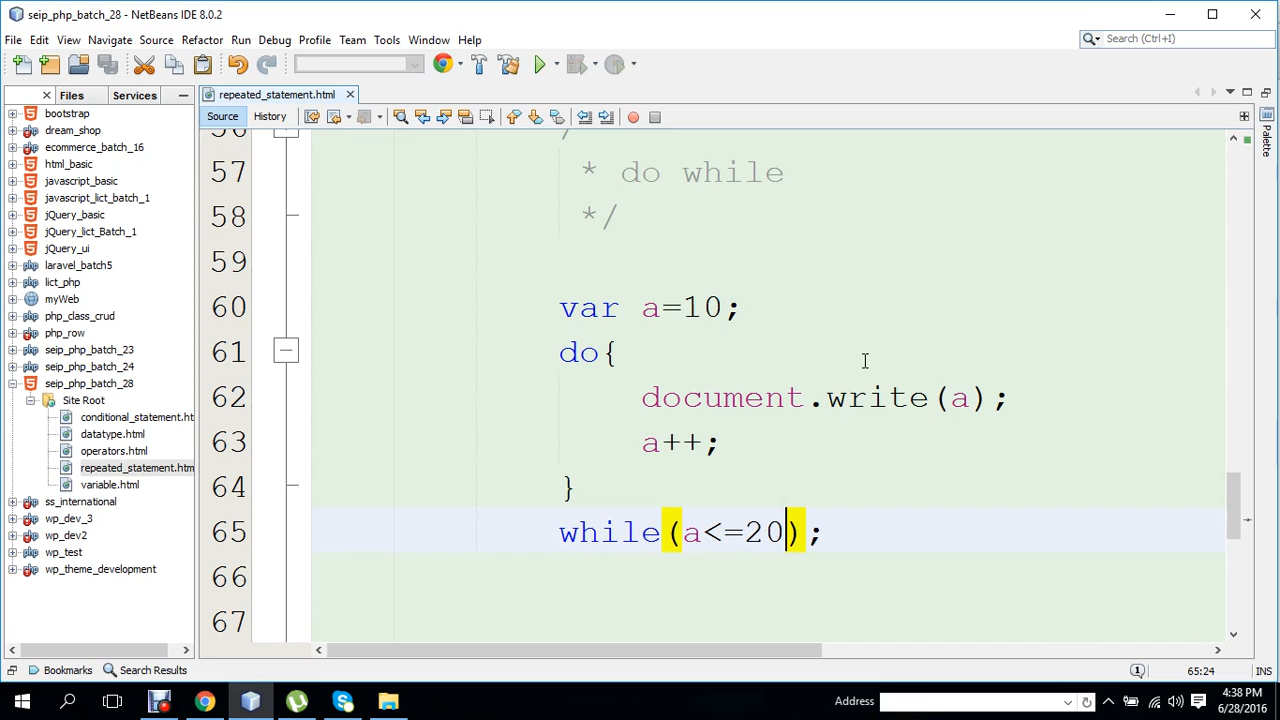 seip_php_batch_28 - NetBeans IDE 8.0.2
File Edit View Navigate Source Refactor Run Debug Profile Team Tools Window Help
Search (Ctrl+I)
Files Services
repeated_statement.html
Source History
Palette
bootstrap
dream_shop
ecommerce_batch_16
html_basic
javascript_basic
javascript_lict_batch_1
jQuery_basic
jQuery_lict_Batch_1
jQuery_ui
laravel_batch5
lict_php
myWeb
php_class_crud
php_row
seip_php_batch_23
seip_php_batch_24
seip_php_batch_28
Site Root
conditional_statement.ht
datatype.html
operators.html
repeated_statement.htm
variable.html
ss_international
wp_dev_3
wp_dev2
wp_test
wp_theme_development
56 /
57 * do while
58 */
59
60 var a=10;
61 do{
62 document.write(a);
63 a++;
64 }
65 while(a<=20);
66
67
Bookmarks Search Results
1 65:24 INS
Address
4:38 PM
6/28/2016